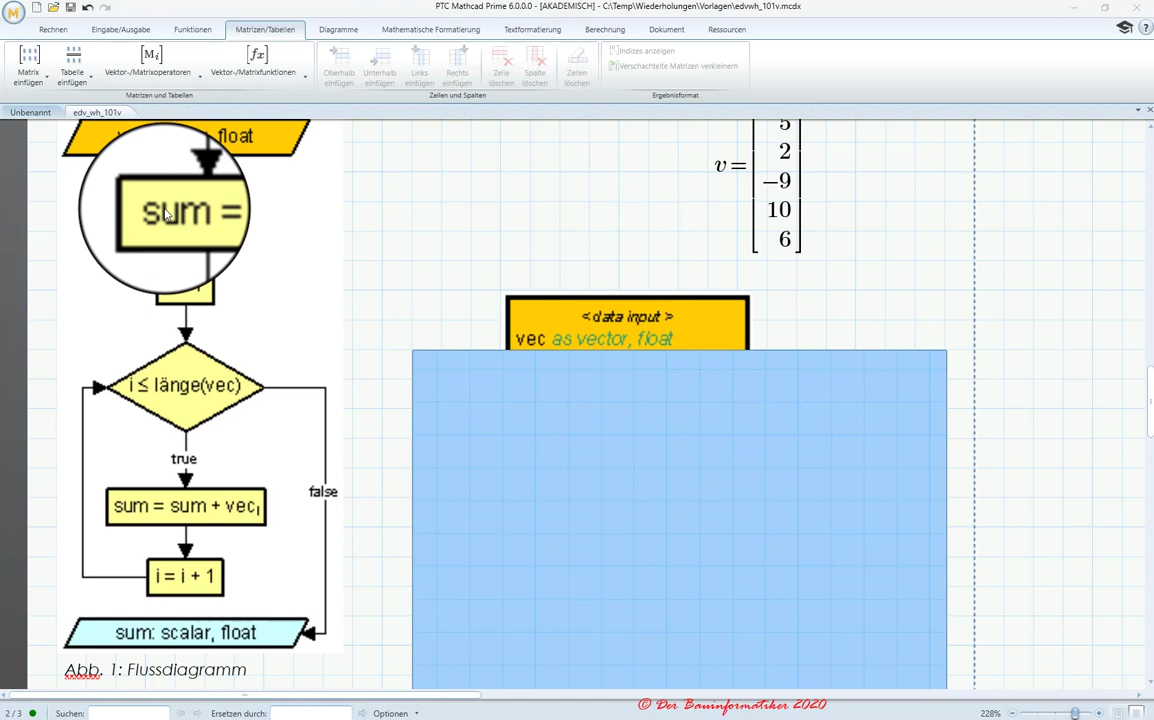 PTC Mathcad Prime 6.0.0.0 - [AKADEMISCH] - C:\Temp\Wiederholungen\Vorlagen\edvwh_101v.mcdx
Rechnen Eingabe/Ausgabe Funktionen Matrizen/Tabellen Diagramme Mathematische Formatierung Textformatierung Berechnung Dokument Ressourcen
Matrix einfügen
Tabelle einfügen
Vektor-/Matrixoperatoren
Vektor-/Matrixfunktionen
Oberhalb einfügen
Unterhalb einfügen
Links einfügen
Rechts einfügen
Zeile löschen
Spalte löschen
Zellen löschen
Indizes anzeigen
Verschachtelte Matrizen verkleinern
Matrizen und Tabellen
Zeilen und Spalten
Ergebnisformat
Unbenannt
edv_wh_101v
float
sum =
i ≤ länge(vec)
true
false
sum = sum + vecᵢ
i = i + 1
sum: scalar, float
Abb. 1: Flussdiagramm
5
2
v = -9
10
6
<data input >
vec as vector, float
© Der Bauinformatiker 2020
2 / 3
Suchen:
Ersetzen durch:
Optionen
228%